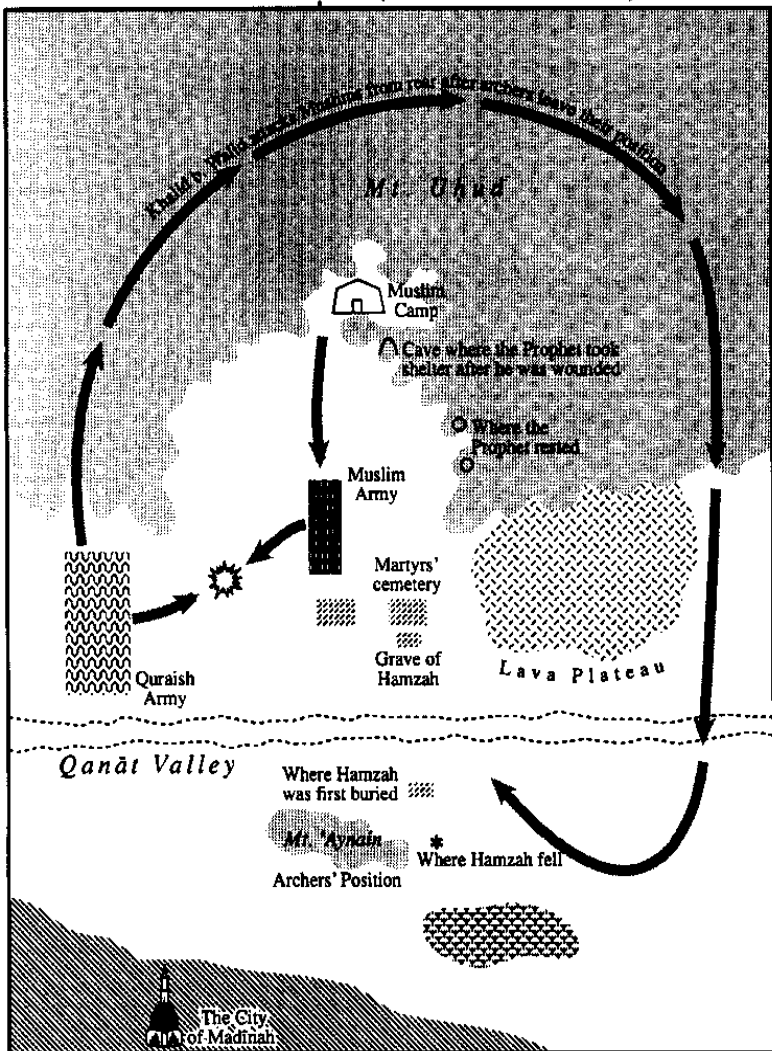 Khalid b. Walid attacks Muslims from rear after archers leave their position
Mt. Uḥud
Muslim
Camp
Cave where the Prophet took
shelter after he was wounded
Where the
Prophet rested
Muslim
Army
Martyrs'
cemetery
Grave of
Hamzah
Lava Plateau
Quraish
Army
Qanāt Valley
Where Hamzah
was first buried
Mt. 'Aynain
Where Hamzah fell
Archers' Position
The City
of Madīnah